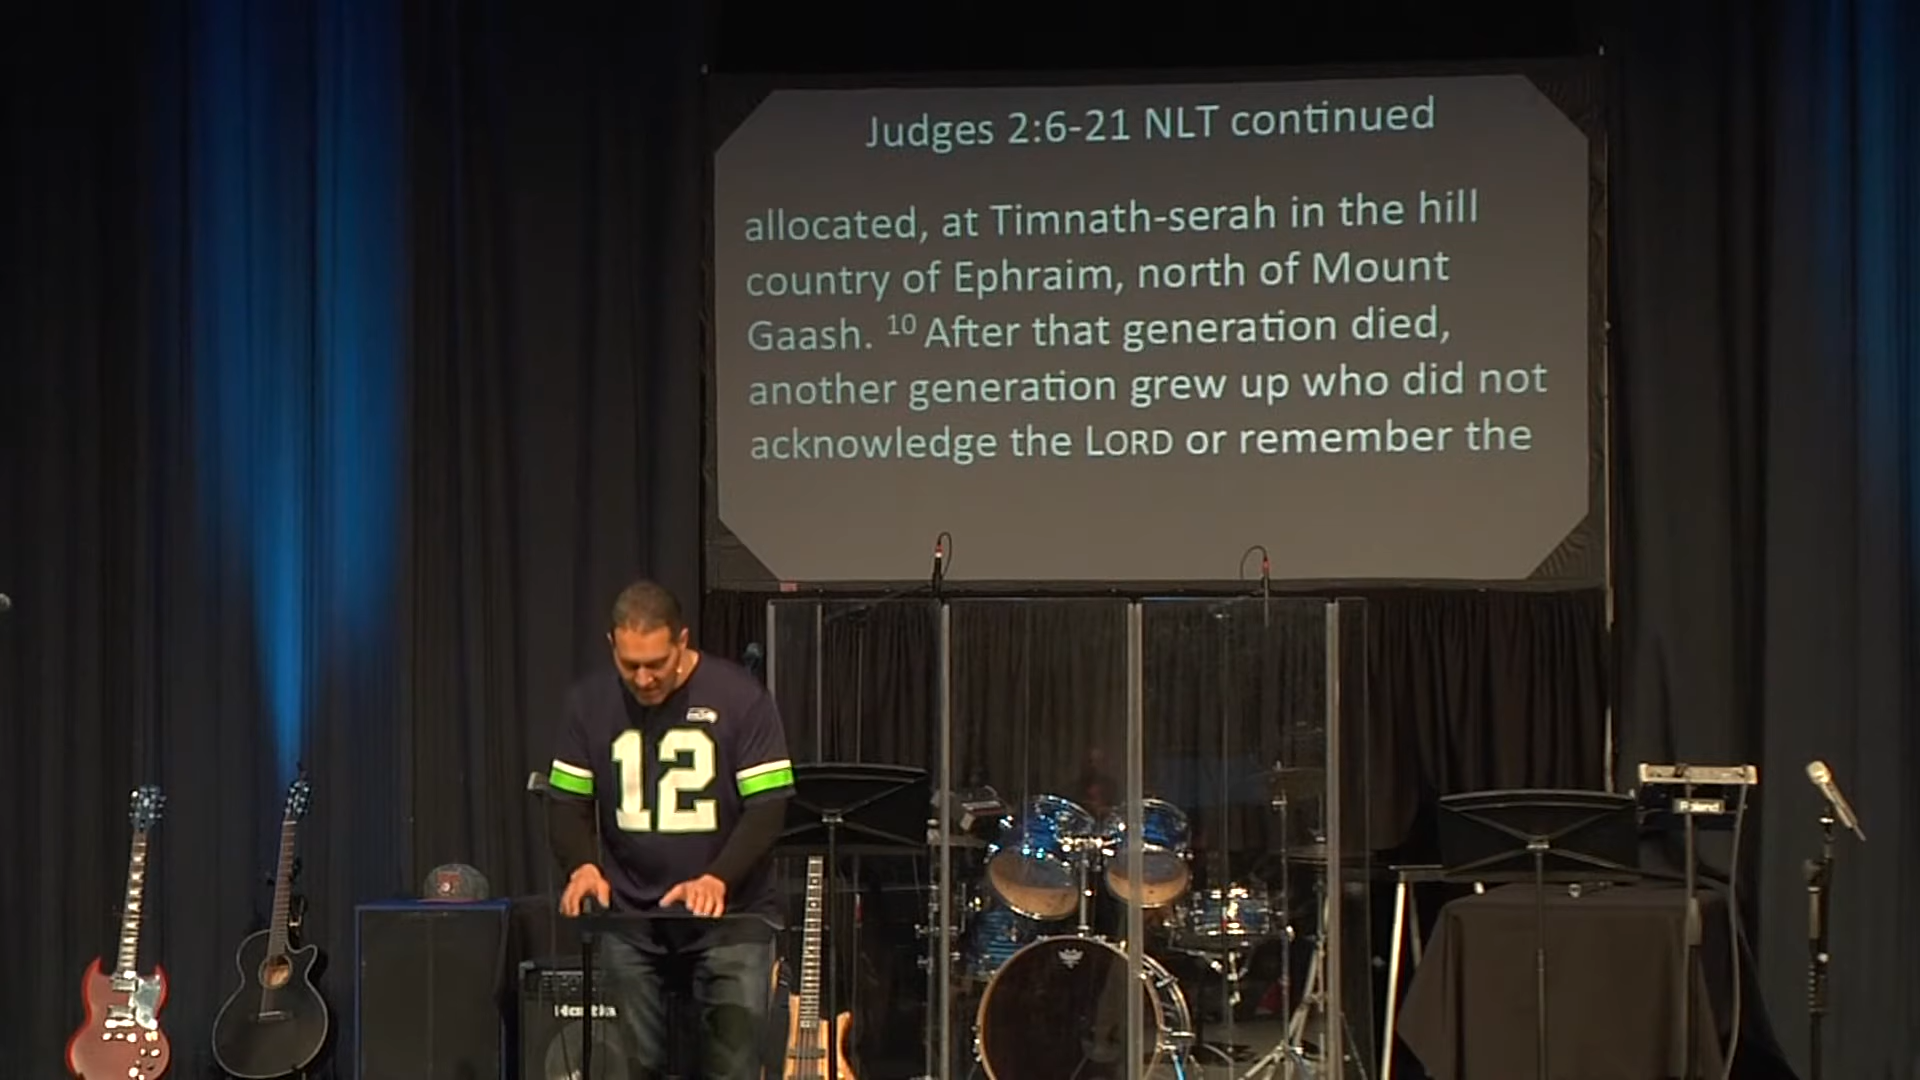 Judges 2:6-21 NLT continued
allocated, at Timnath-serah in the hill
country of Ephraim, north of Mount
Gaash. 10 After that generation died,
another generation grew up who did not
acknowledge the LORD or remember the
12
Roland
Hartke